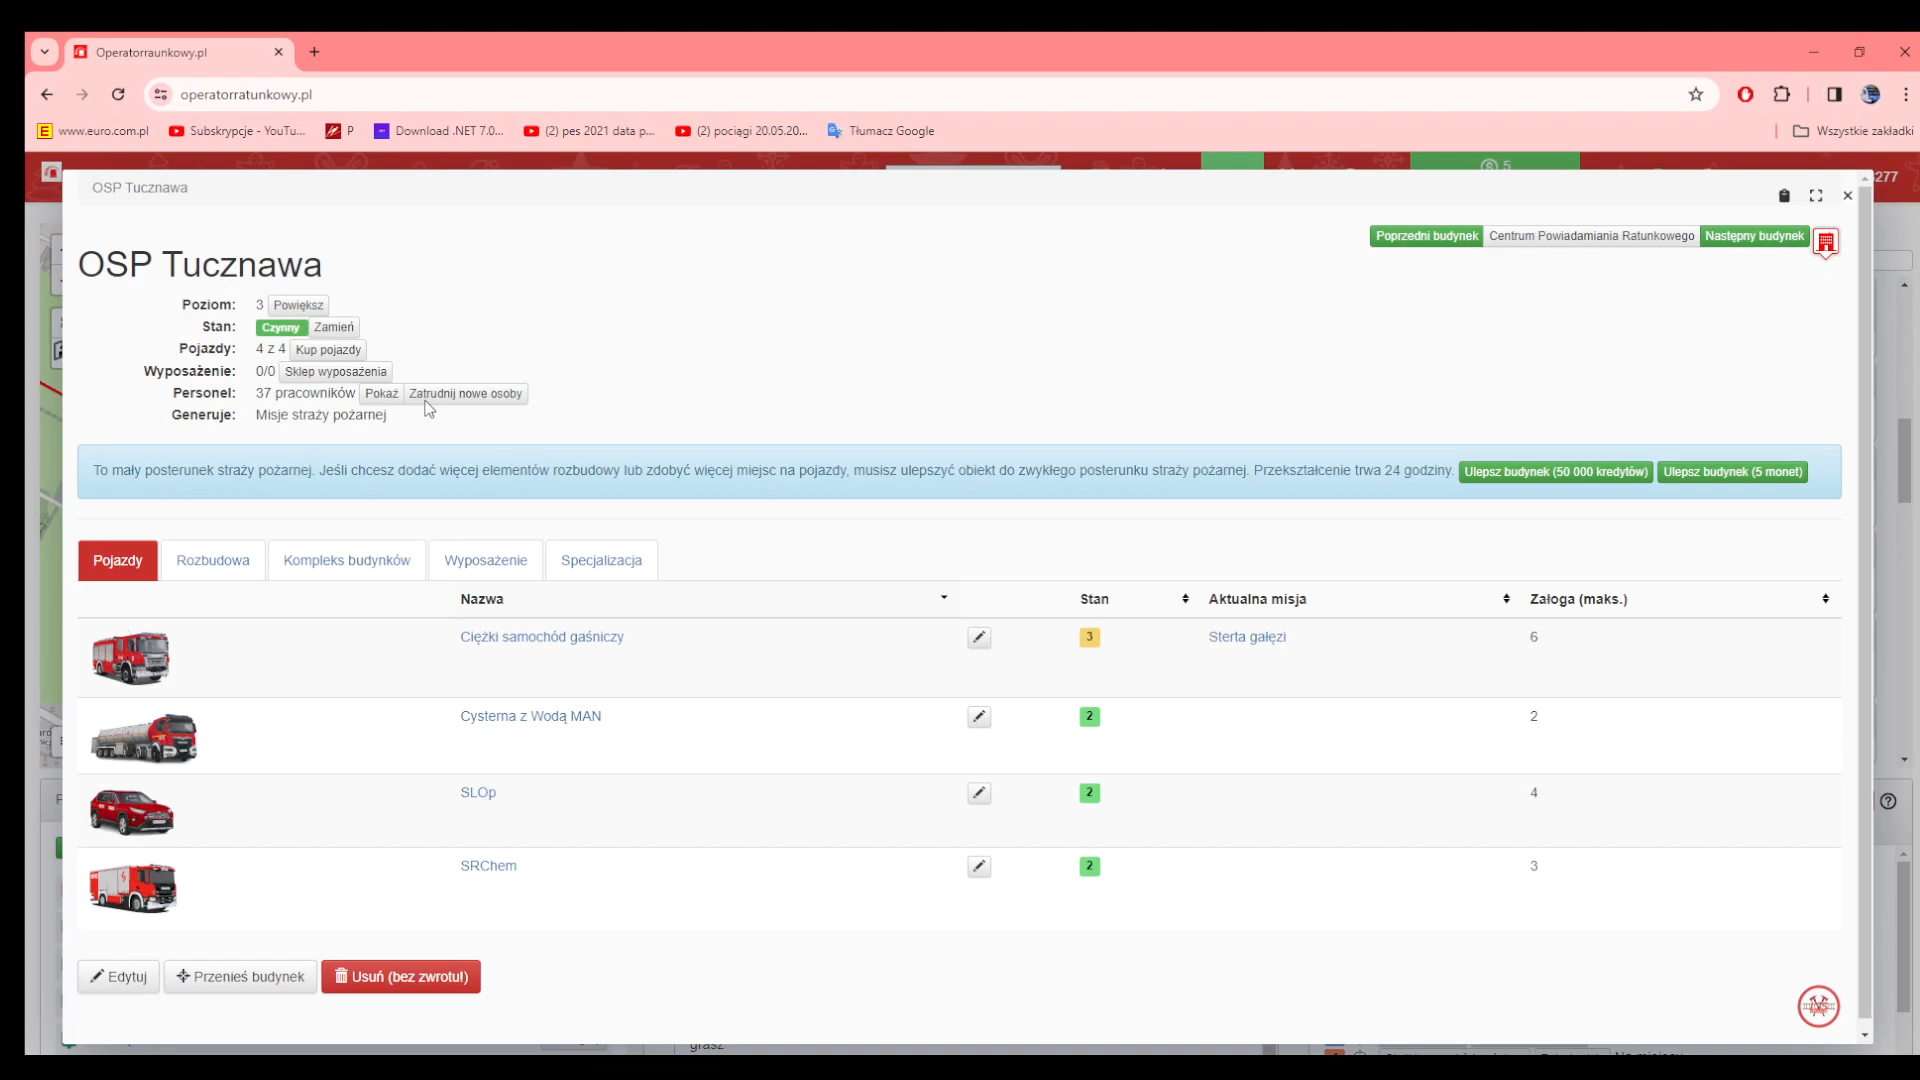 Operatorraunkowy.pl
operatorratunkowy.pl
www.euro.com.pl
Subskrypcje - YouTu...
P
Download .NET 7.0...
(2) pes 2021 data p...
(2) pociągi 20.05.20...
Tłumacz Google
Wszystkie zakładki
5
277
OSP Tucznawa
Poprzedni budynek Centrum Powiadamiania Ratunkowego Następny budynek
OSP Tucznawa
Poziom: 3 Powiększ
Stan: Czynny Zamień
Pojazdy: 4 z 4 Kup pojazdy
Wyposażenie: 0/0 Sklep wyposażenia
Personel: 37 pracowników Pokaż Zatrudnij nowe osoby
Generuje: Misje straży pożarnej
To mały posterunek straży pożarnej. Jeśli chcesz dodać więcej elementów rozbudowy lub zdobyć więcej miejsc na pojazdy, musisz ulepszyć obiekt do zwykłego posterunku straży pożarnej. Przekształcenie trwa 24 godziny. Ulepsz budynek (50 000 kredytów) Ulepsz budynek (5 monet)
Pojazdy Rozbudowa Kompleks budynków Wyposażenie Specjalizacja
Nazwa Stan Aktualna misja Załoga (maks.)
Ciężki samochód gaśniczy 3 Sterta gałęzi 6
Cysterna z Wodą MAN 2 2
SLOp 2 4
SRChem 2 3
Edytuj Przenieś budynek Usuń (bez zwrotu!)
grasz